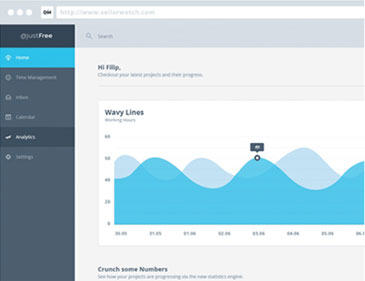 DM http://www.sellerwatch.com
@justFree
Search
Home
Time Management
Inbox
Calendar
Analytics
Settings
Hi Filip,
Checkout your latest projects and their progress.
Wavy Lines
Working Hours
60
40
20
0
30.05 31.05 01.06 02.06 03.06 04.06 05.06 06.0
Crunch some Numbers
See how your projects are progressing via the new statistics engine.